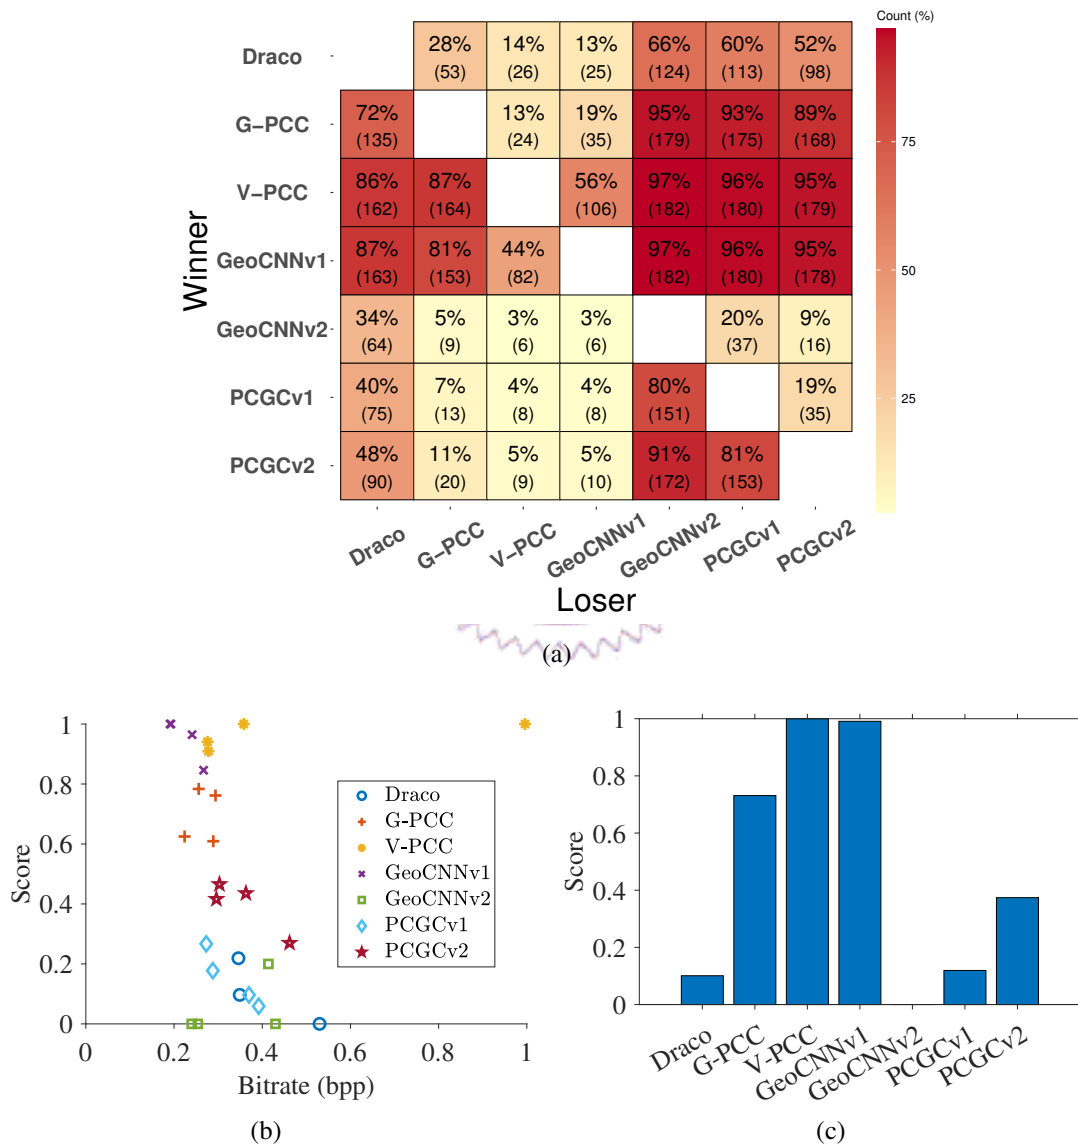 Count (%)
Winner
Draco 28% 14% 13% 66% 60% 52%
(53) (26) (25) (124) (113) (98)
G−PCC 72% 13% 19% 95% 93% 89%
(135) (24) (35) (179) (175) (168)
V−PCC 86% 87% 56% 97% 96% 95%
(162) (164) (106) (182) (180) (179)
GeoCNNv1 87% 81% 44% 97% 96% 95%
(163) (153) (82) (182) (180) (178)
GeoCNNv2 34% 5% 3% 3% 20% 9%
(64) (9) (6) (6) (37) (16)
PCGCv1 40% 7% 4% 4% 80% 19%
(75) (13) (8) (8) (151) (35)
PCGCv2 48% 11% 5% 5% 91% 81%
(90) (20) (9) (10) (172) (153)
75
50
25
Draco G−PCC V−PCC GeoCNNv1 GeoCNNv2 PCGCv1 PCGCv2
Loser
(a)
1
0.8
0.6
0.4
0.2
0
Score
0 0.2 0.4 0.6 0.8 1
Bitrate (bpp)
Draco
G-PCC
V-PCC
GeoCNNv1
GeoCNNv2
PCGCv1
PCGCv2
(b)
1
0.8
0.6
0.4
0.2
0
Score
Draco G-PCC V-PCC GeoCNNv1 GeoCNNv2 PCGCv1 PCGCv2
(c)